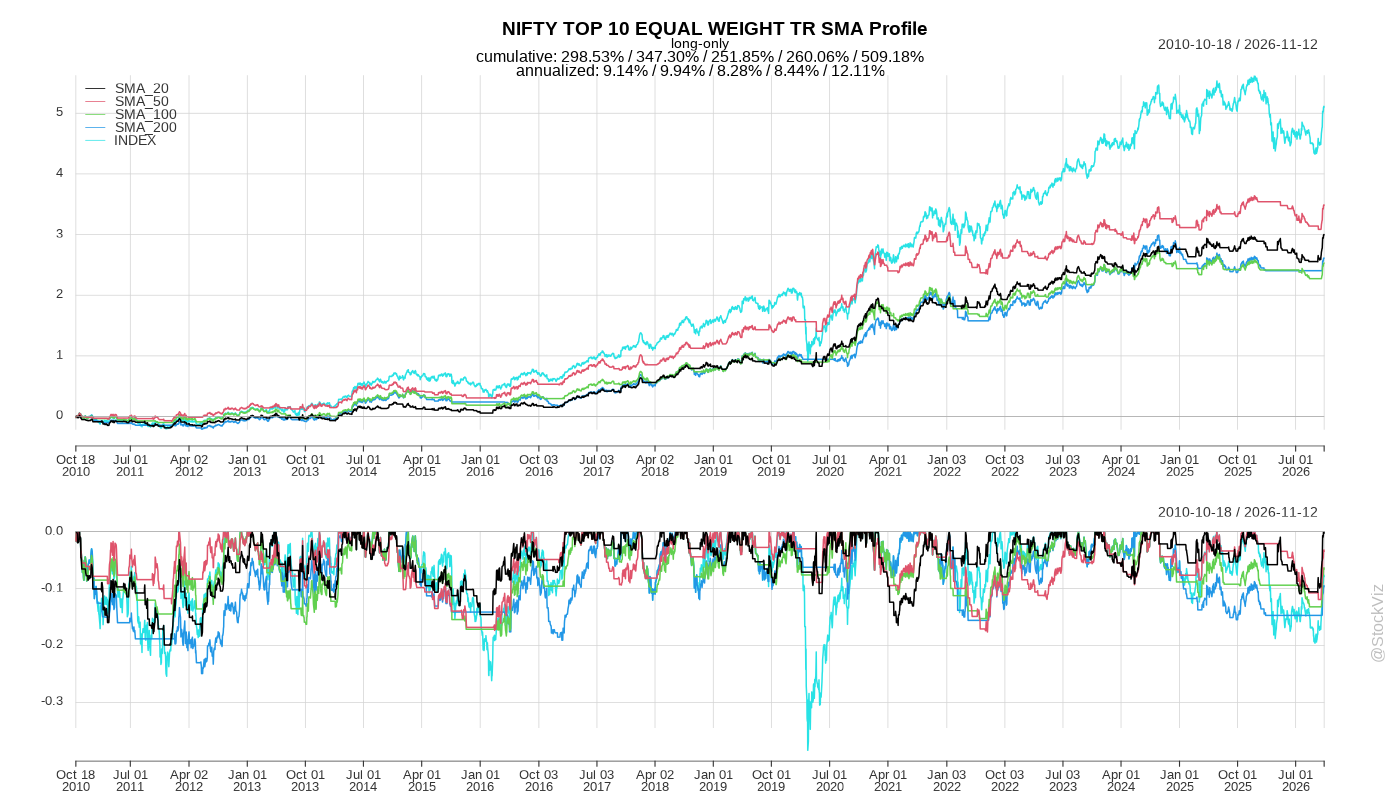 NIFTY TOP 10 EQUAL WEIGHT TR SMA Profile
long-only
2010-10-18 / 2026-11-12
cumulative: 298.53% / 347.30% / 251.85% / 260.06% / 509.18%
annualized: 9.14% / 9.94% / 8.28% / 8.44% / 12.11%
SMA_20
SMA_50
SMA_100
SMA_200
INDEX
5
4
3
2
1
0
Oct 18 Jul 01 Apr 02 Jan 01 Oct 01 Jul 01 Apr 01 Jan 01 Oct 03 Jul 03 Apr 02 Jan 01 Oct 01 Jul 01 Apr 01 Jan 03 Oct 03 Jul 03 Apr 01 Jan 01 Oct 01 Jul 01
2010 2011 2012 2013 2013 2014 2015 2016 2016 2017 2018 2019 2019 2020 2021 2022 2022 2023 2024 2025 2025 2026
2010-10-18 / 2026-11-12
0.0
-0.1
-0.2
-0.3
Oct 18 Jul 01 Apr 02 Jan 01 Oct 01 Jul 01 Apr 01 Jan 01 Oct 03 Jul 03 Apr 02 Jan 01 Oct 01 Jul 01 Apr 01 Jan 03 Oct 03 Jul 03 Apr 01 Jan 01 Oct 01 Jul 01
2010 2011 2012 2013 2013 2014 2015 2016 2016 2017 2018 2019 2019 2020 2021 2022 2022 2023 2024 2025 2025 2026
@StockViz